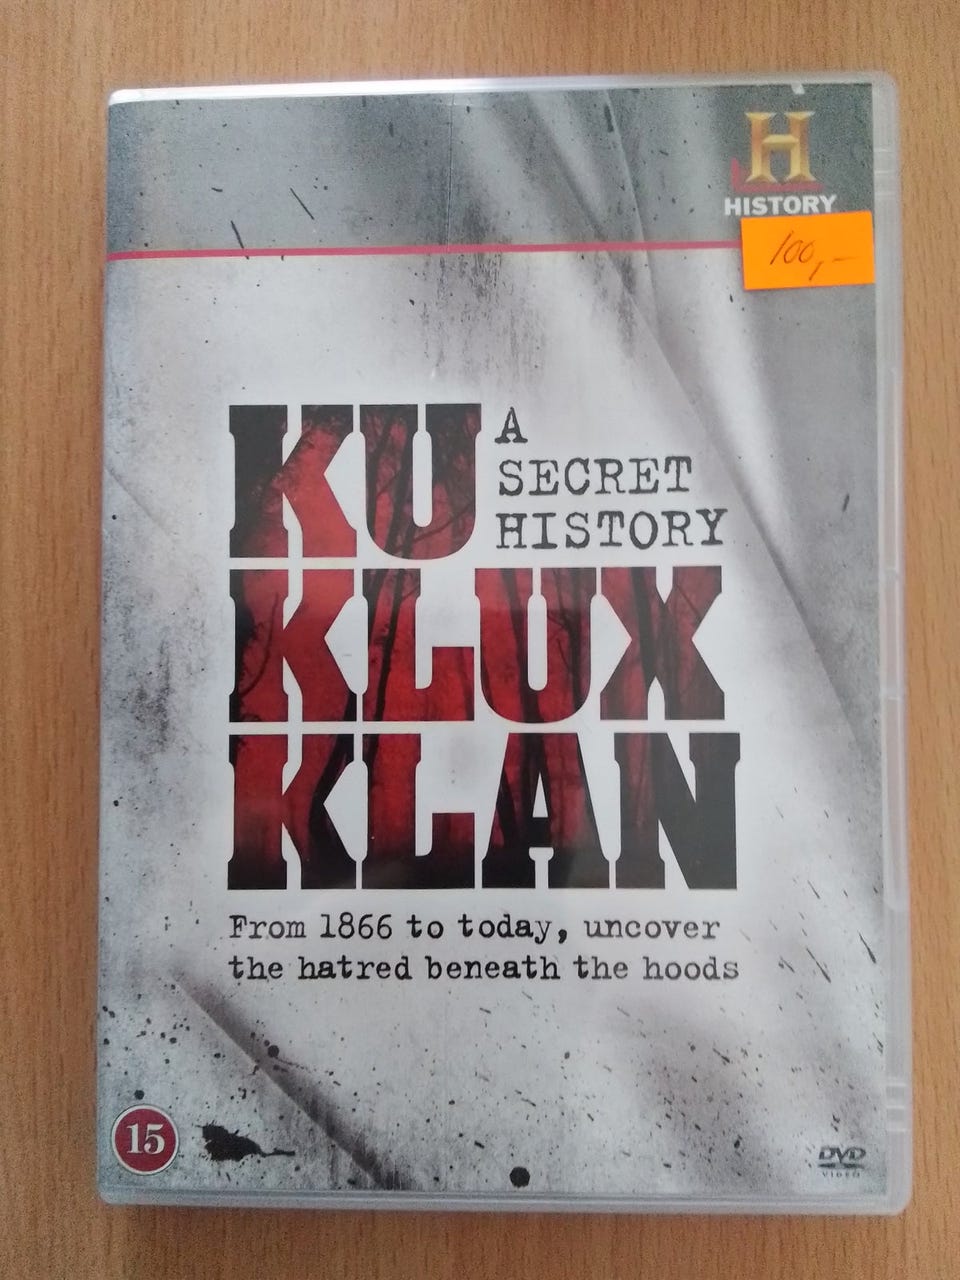 H
HISTORY
100,-
KU
A
SECRET
HISTORY
KLUX
KLAN
From 1866 to today, uncover
the hatred beneath the hoods
15
DVD
VIDEO